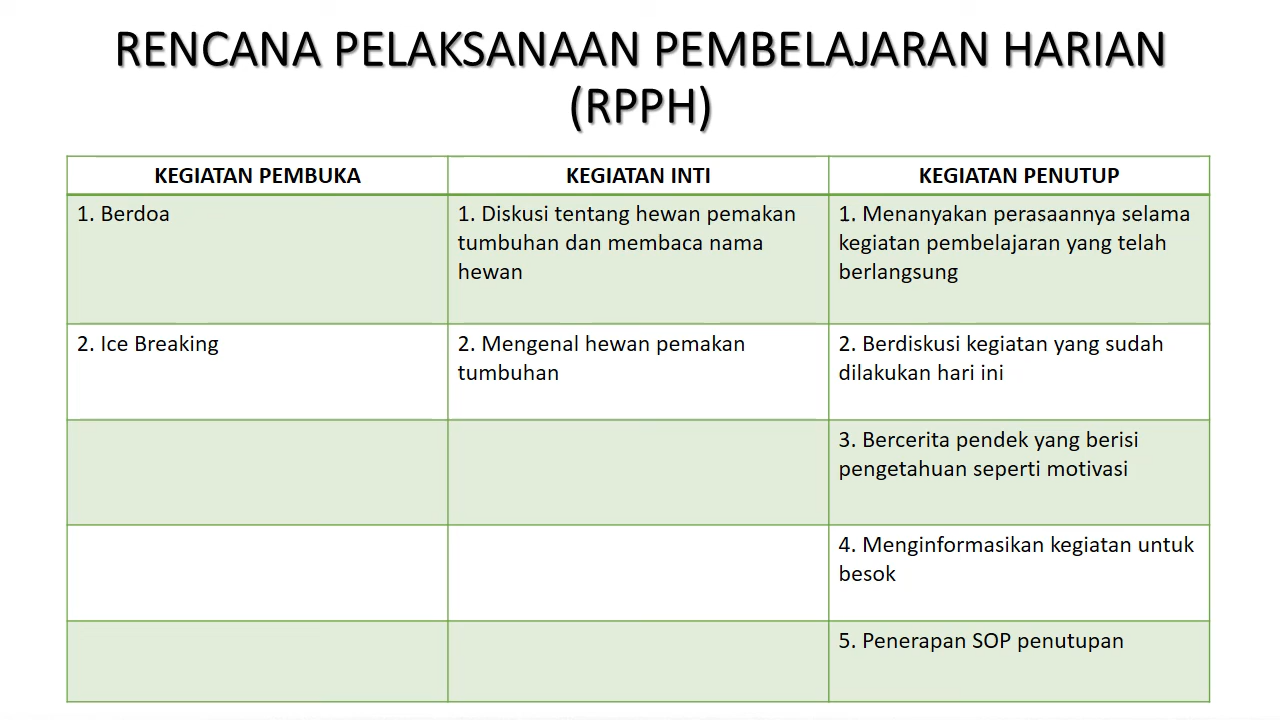 RENCANA PELAKSANAAN PEMBELAJARAN HARIAN
(RPPH)
KEGIATAN PEMBUKA
KEGIATAN INTI
KEGIATAN PENUTUP
1. Berdoa
1. Diskusi tentang hewan pemakan
tumbuhan dan membaca nama
hewan
1. Menanyakan perasaannya selama
kegiatan pembelajaran yang telah
berlangsung
2. Ice Breaking
2. Mengenal hewan pemakan
tumbuhan
2. Berdiskusi kegiatan yang sudah
dilakukan hari ini
3. Bercerita pendek yang berisi
pengetahuan seperti motivasi
4. Menginformasikan kegiatan untuk
besok
5. Penerapan SOP penutupan